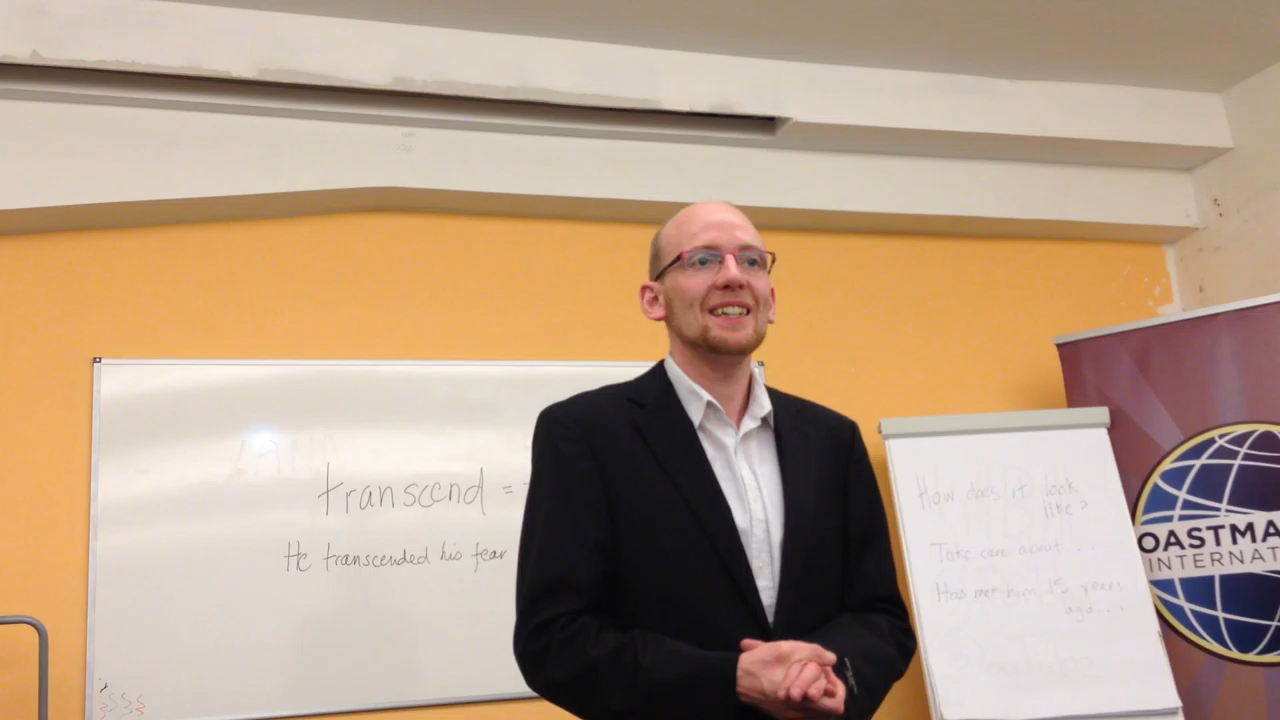 transcend =
He transcended his fear
How does it look
like?
Take care about...
Has met him 15 years
ago...
OASTMA
INTERNAT